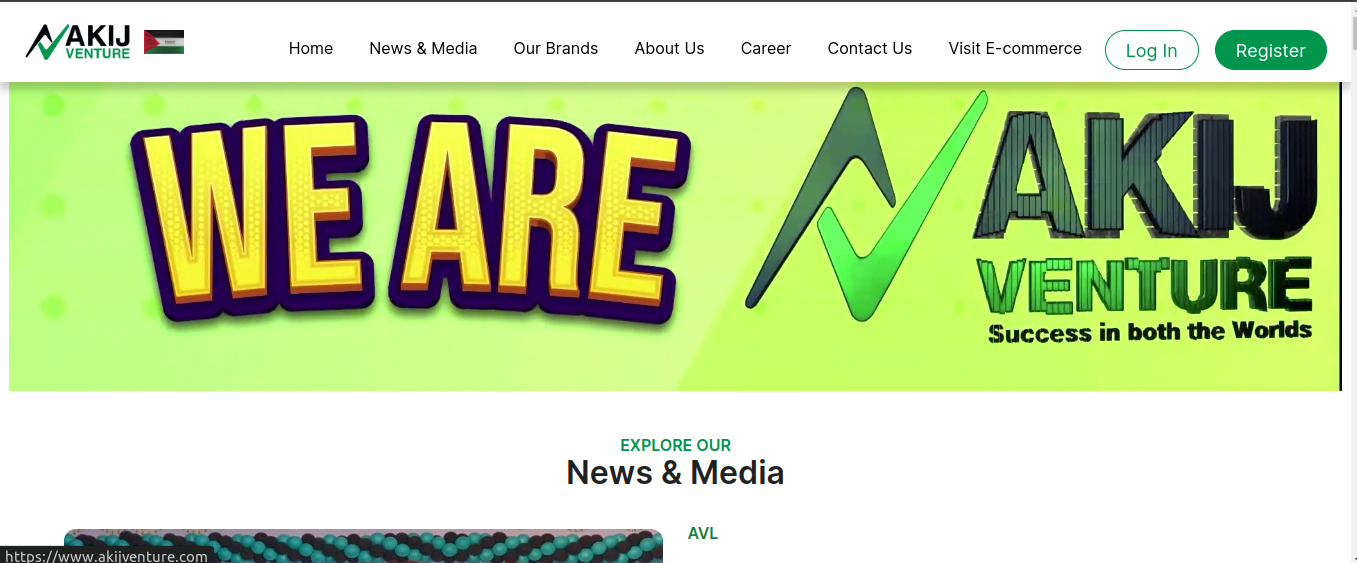 AKIJ
VENTURE
Home
News & Media
Our Brands
About Us
Career
Contact Us
Visit E-commerce
Log In
Register
WE ARE
AKIJ
VENTURE
Success in both the Worlds
EXPLORE OUR
News & Media
AVL
https://www.akijventure.com